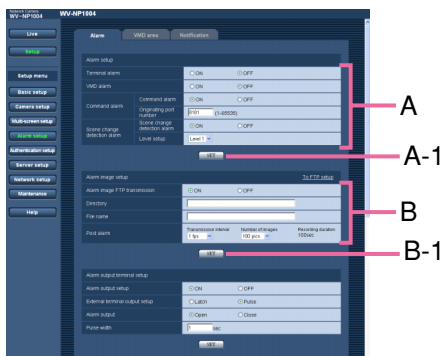 Network Camera
WV-NP1004
WV-NP1004
Live
Setup
Setup menu
Basic setup
Camera setup
Multi-screen setup
Alarm setup
Authentication setup
Server setup
Network setup
Maintenance
Help
Alarm
VMD area
Notification
Alarm setup
Terminal alarm
ON
OFF
VMD alarm
ON
OFF
Command alarm
Command alarm
ON
OFF
Originating port number
8181
(1-65535)
Scene change detection alarm
Scene change detection alarm
ON
OFF
Level setup
Level 1
SET
Alarm image setup
To FTP setup
Alarm image FTP transmission
ON
OFF
Directory
File name
Post alarm
Transmission interval
1 fps
Number of images
100 pics
Recording duration
100sec
SET
Alarm output terminal setup
Alarm output setup
ON
OFF
External terminal output setup
Latch
Pulse
Alarm output
Open
Close
Pulse width
1
sec
SET
A
A-1
B
B-1